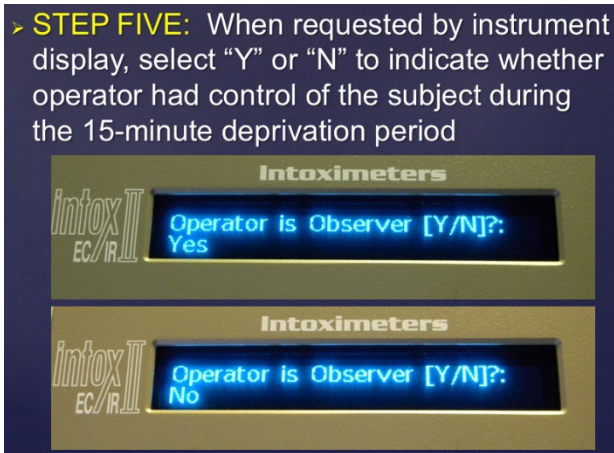 ➢ STEP FIVE: When requested by instrument
display, select “Y” or “N” to indicate whether
operator had control of the subject during
the 15-minute deprivation period
Intoximeters
intox II
EC/IR
Operator is Observer [Y/N]?:
Yes
Intoximeters
intox II
EC/IR
Operator is Observer [Y/N]?:
No